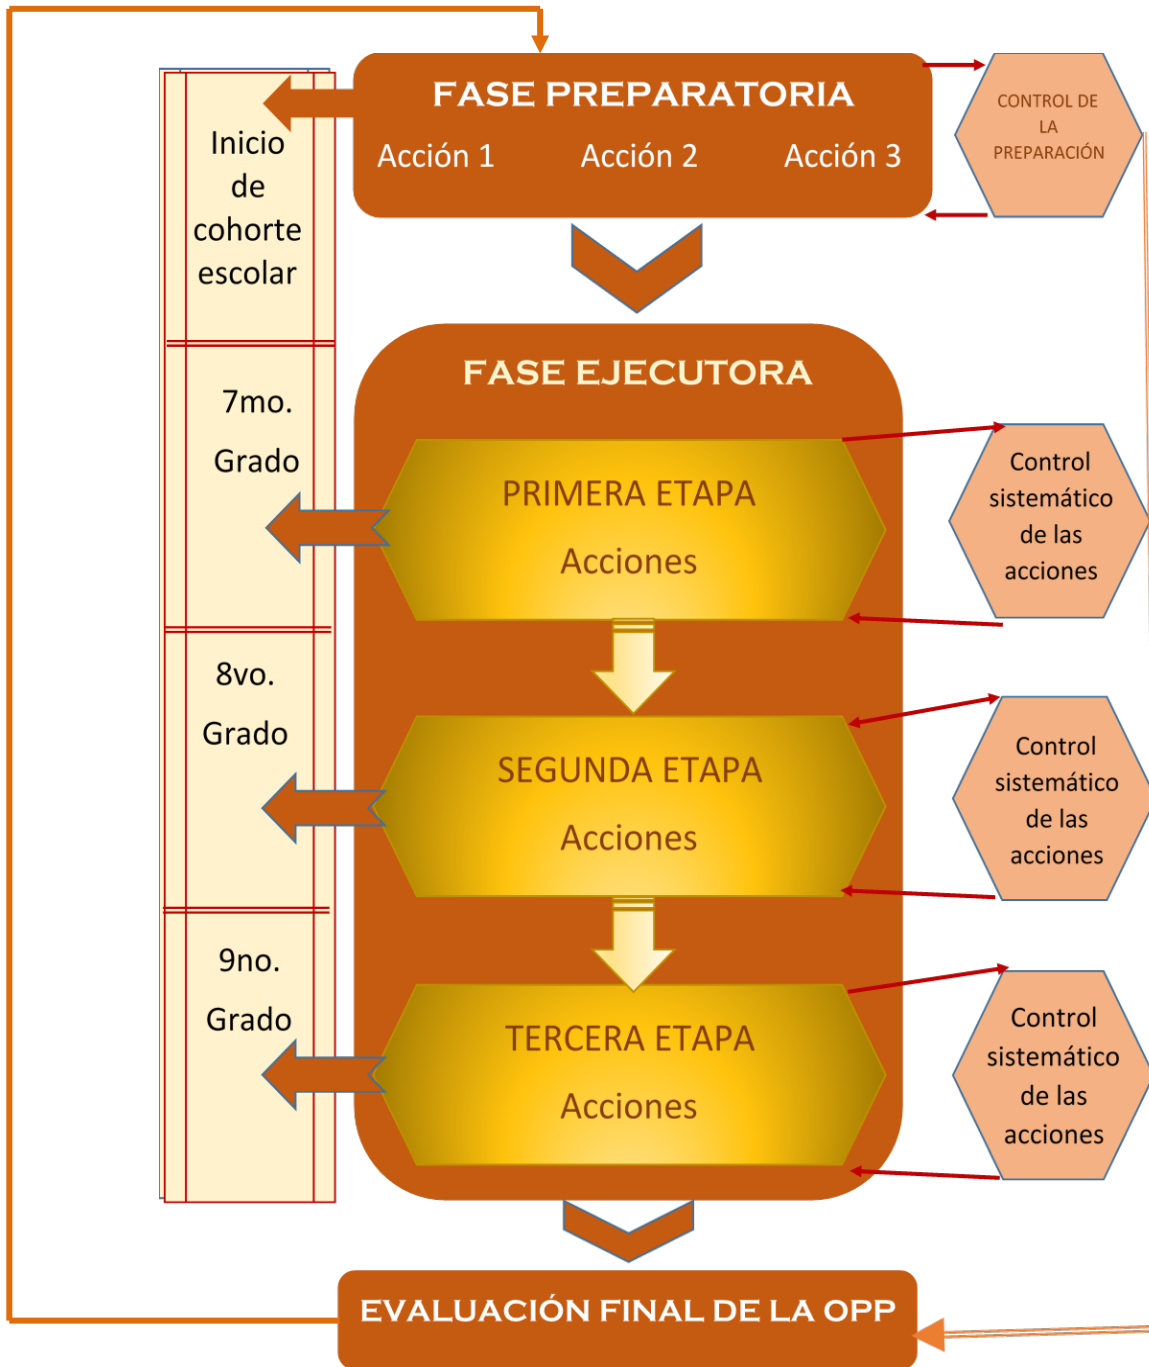 FASE PREPARATORIA
Acción 1 Acción 2 Acción 3
CONTROL DE
LA
PREPARACIÓN
Inicio
de
cohorte
escolar
FASE EJECUTORA
7mo.
Grado
PRIMERA ETAPA
Acciones
Control
sistemático
de las
acciones
8vo.
Grado
SEGUNDA ETAPA
Acciones
Control
sistemático
de las
acciones
9no.
Grado
TERCERA ETAPA
Acciones
Control
sistemático
de las
acciones
EVALUACIÓN FINAL DE LA OPP